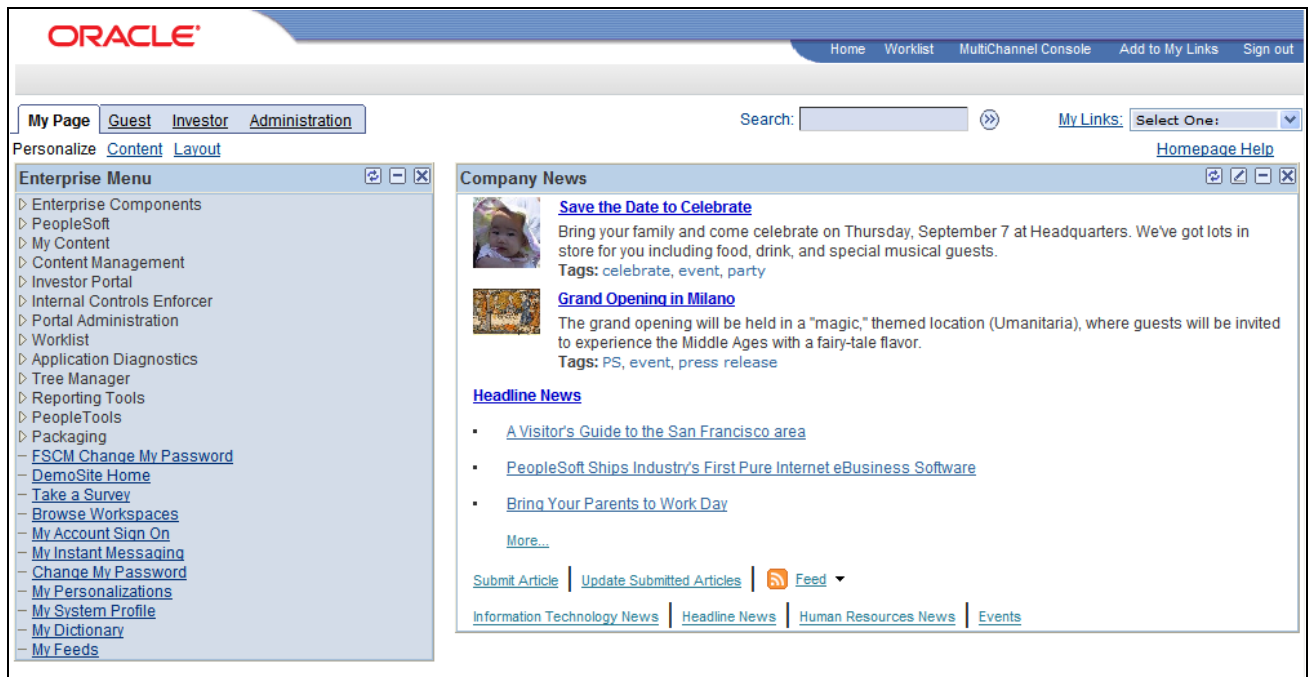 ORACLE
Home Worklist MultiChannel Console Add to My Links Sign out
My Page Guest Investor Administration
Search:
My Links: Select One:
Personalize Content Layout
Homepage Help
Enterprise Menu
Enterprise Components
PeopleSoft
My Content
Content Management
Investor Portal
Internal Controls Enforcer
Portal Administration
Worklist
Application Diagnostics
Tree Manager
Reporting Tools
PeopleTools
Packaging
FSCM Change My Password
DemoSite Home
Take a Survey
Browse Workspaces
My Account Sign On
My Instant Messaging
Change My Password
My Personalizations
My System Profile
My Dictionary
My Feeds
Company News
Save the Date to Celebrate
Bring your family and come celebrate on Thursday, September 7 at Headquarters. We've got lots in
store for you including food, drink, and special musical guests.
Tags: celebrate, event, party
Grand Opening in Milano
The grand opening will be held in a "magic," themed location (Umanitaria), where guests will be invited
to experience the Middle Ages with a fairy-tale flavor.
Tags: PS, event, press release
Headline News
A Visitor's Guide to the San Francisco area
PeopleSoft Ships Industry's First Pure Internet eBusiness Software
Bring Your Parents to Work Day
More...
Submit Article Update Submitted Articles Feed
Information Technology News Headline News Human Resources News Events